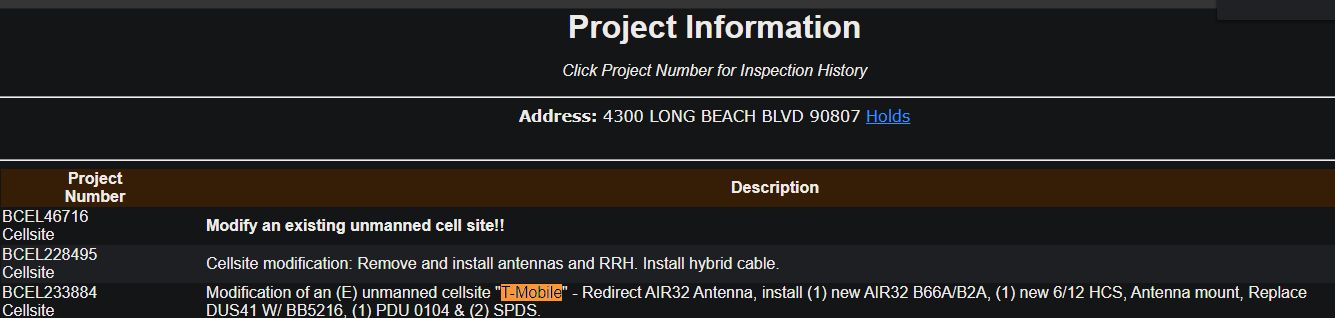 Project Information
Click Project Number for Inspection History
Address: 4300 LONG BEACH BLVD 90807 Holds
Project
Number
Description
BCEL46716
Cellsite
Modify an existing unmanned cell site!!
BCEL228495
Cellsite
Cellsite modification: Remove and install antennas and RRH. Install hybrid cable.
BCEL233884
Cellsite
Modification of an (E) unmanned cellsite "T-Mobile" - Redirect AIR32 Antenna, install (1) new AIR32 B66A/B2A, (1) new 6/12 HCS, Antenna mount, Replace
DUS41 W/ BB5216, (1) PDU 0104 & (2) SPDS.